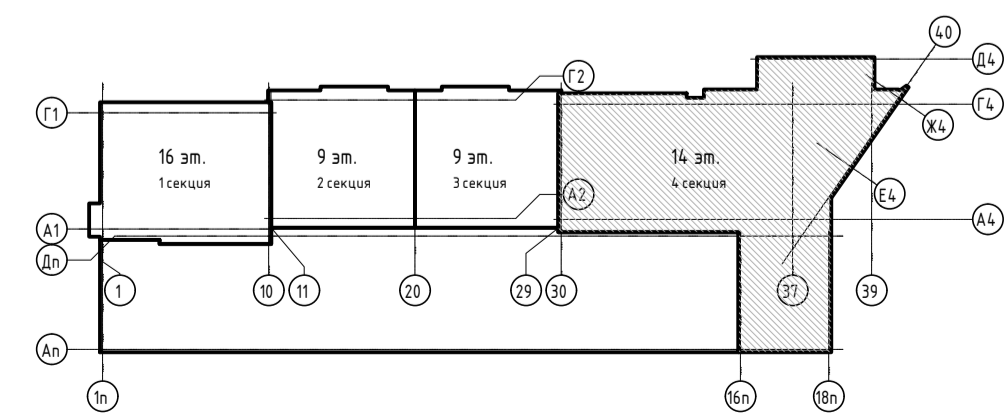 40
Д4
Г2
Г1
Г4
Ж4
16 эт.
9 эт.
9 эт.
14 эт.
1 секция
2 секция
3 секция
4 секция
А2
Е4
А1
А4
Дп
1
10
11
20
29
30
37
39
Ап
1п
16п
18п